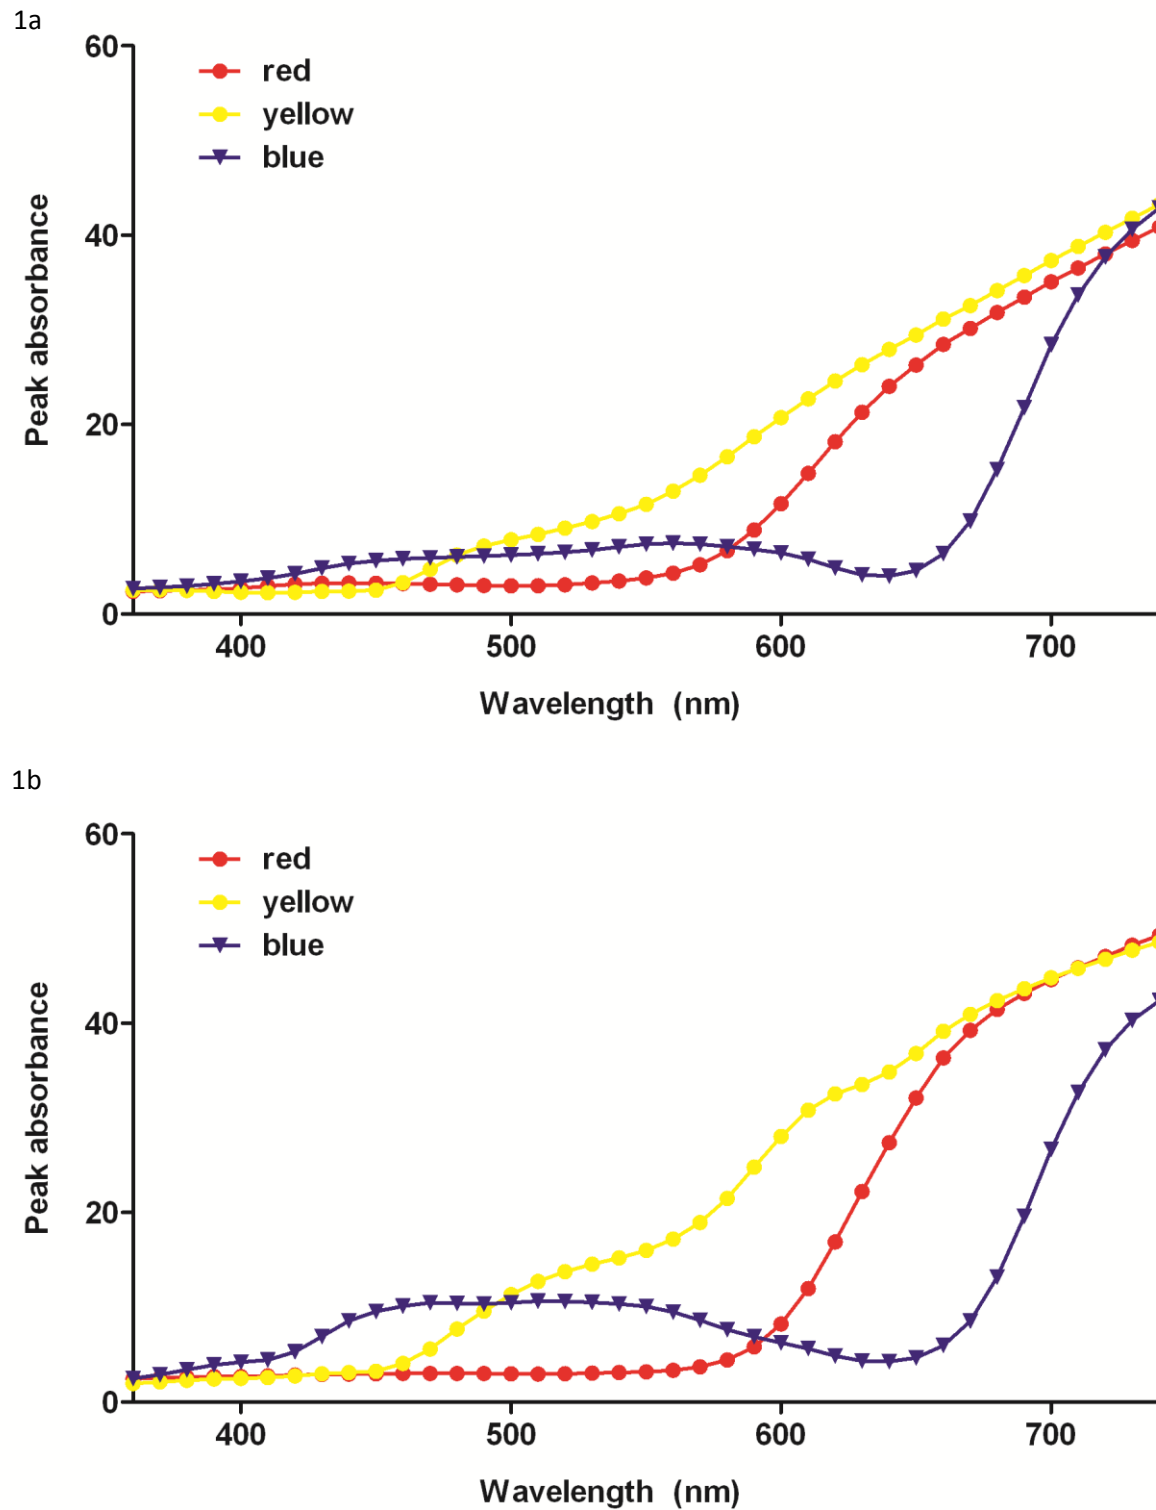 1a
60
red
yellow
blue
40
20
0
Peak absorbance
400 500 600 700
Wavelength (nm)
1b
60
red
yellow
blue
40
20
0
Peak absorbance
400 500 600 700
Wavelength (nm)